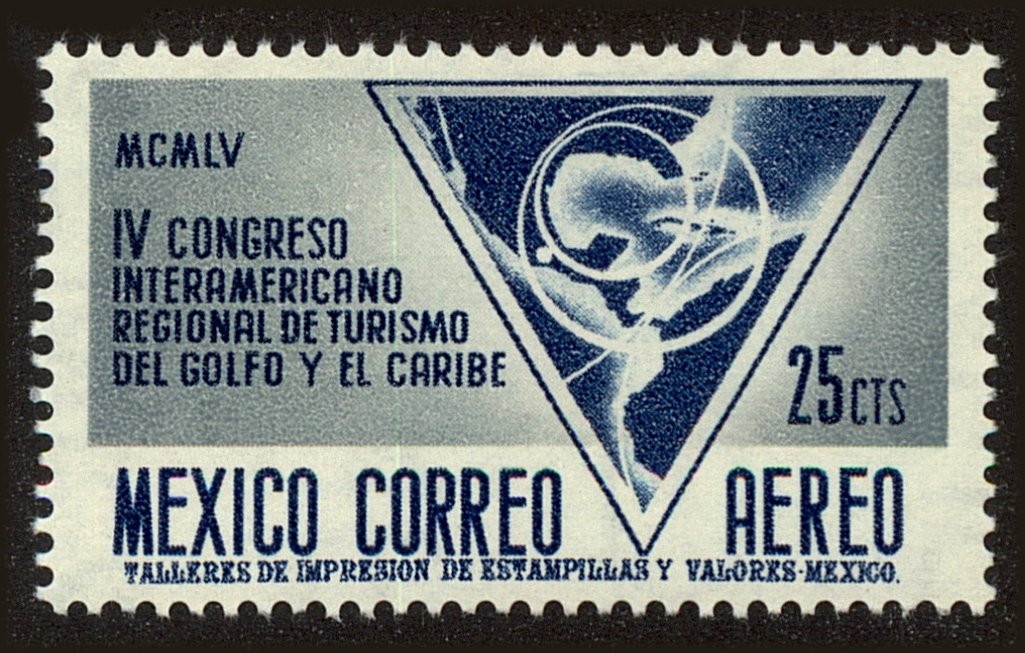 MCMLV
IV CONGRESO
INTERAMERICANO
REGIONAL DE TURISMO
DEL GOLFO Y EL CARIBE
25 CTS
MEXICO CORREO AEREO
TALLERES DE IMPRESION DE ESTAMPILLAS Y VALORES-MEXICO.